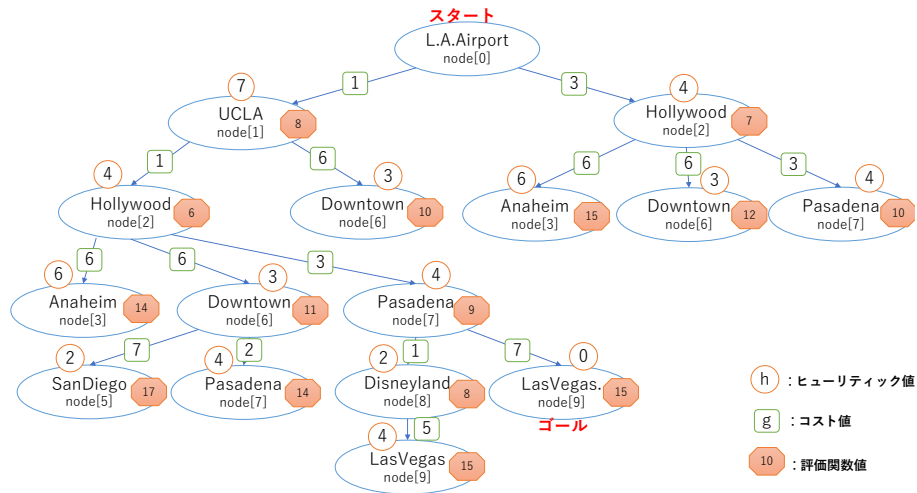 スタート
L.A.Airport
node[0]
1
3
7
UCLA
node[1]
8
4
Hollywood
node[2]
7
1
6
6
6
3
4
Hollywood
node[2]
6
3
Downtown
node[6]
10
6
Anaheim
node[3]
15
3
Downtown
node[6]
12
4
Pasadena
node[7]
10
6
6
3
6
Anaheim
node[3]
14
3
Downtown
node[6]
11
4
Pasadena
node[7]
9
7
2
1
7
2
SanDiego
node[5]
17
4
Pasadena
node[7]
14
2
Disneyland
node[8]
8
0
LasVegas.
node[9]
15
ゴール
5
4
LasVegas
node[9]
15
h ：ヒューリティック値
g ：コスト値
10 ：評価関数値